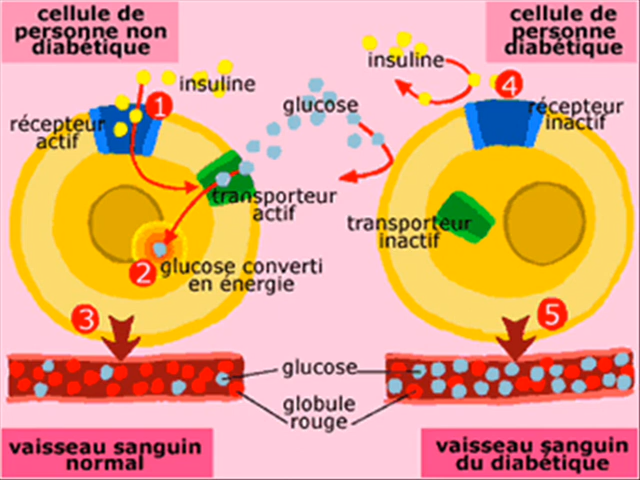 cellule de
personne non
diabétique
cellule de
personne
diabétique
insuline
insuline
1
4
récepteur
actif
glucose
récepteur
inactif
transporteur
actif
transporteur
inactif
2
glucose converti
en énergie
3
5
glucose
globule
rouge
vaisseau sanguin
normal
vaisseau sanguin
du diabétique